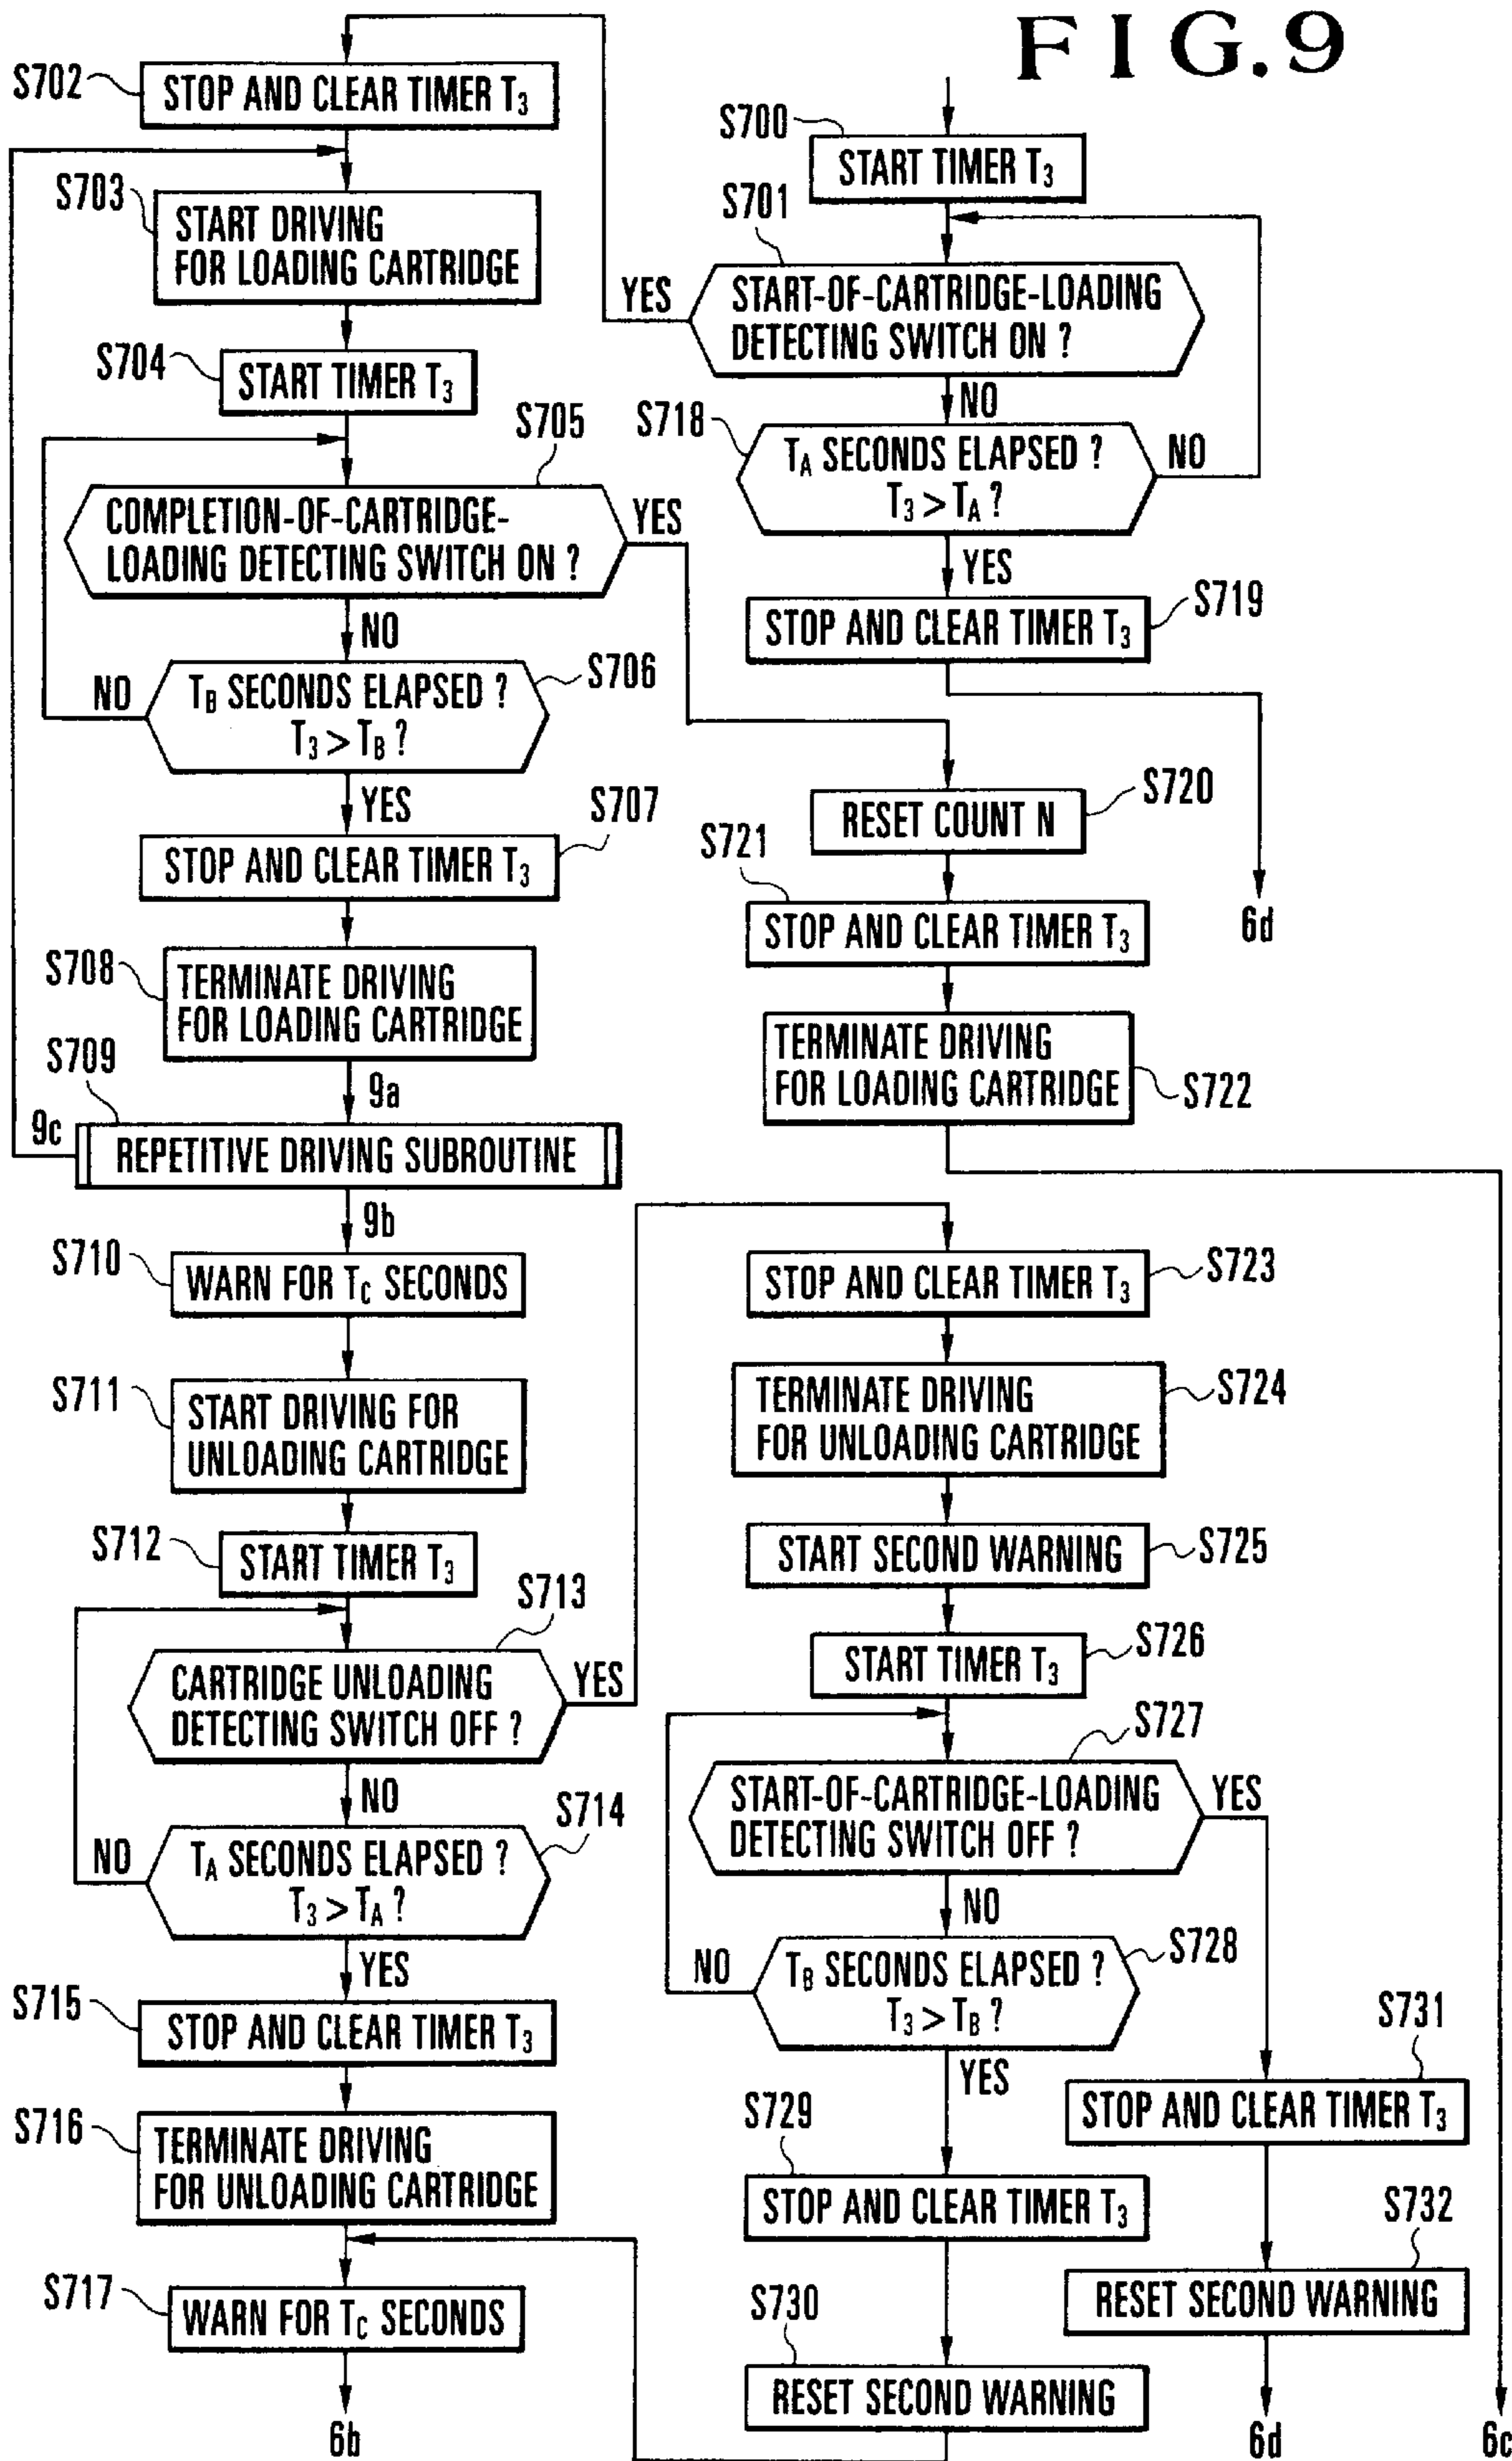 FIG.9
S700
START TIMER T3
S701
START-OF-CARTRIDGE-LOADING
DETECTING SWITCH ON ?
YES
NO
S718
TA SECONDS ELAPSED ?
T3 > TA ?
NO
YES
S719
STOP AND CLEAR TIMER T3
6d
S702
STOP AND CLEAR TIMER T3
S703
START DRIVING
FOR LOADING CARTRIDGE
S704
START TIMER T3
S705
COMPLETION-OF-CARTRIDGE-
LOADING DETECTING SWITCH ON ?
YES
NO
S706
TB SECONDS ELAPSED ?
T3 > TB ?
NO
YES
S707
STOP AND CLEAR TIMER T3
S708
TERMINATE DRIVING
FOR LOADING CARTRIDGE
9a
S709
9c
REPETITIVE DRIVING SUBROUTINE
9b
S710
WARN FOR TC SECONDS
S711
START DRIVING FOR
UNLOADING CARTRIDGE
S712
START TIMER T3
S713
CARTRIDGE UNLOADING
DETECTING SWITCH OFF ?
YES
NO
S714
TA SECONDS ELAPSED ?
T3 > TA ?
NO
YES
S715
STOP AND CLEAR TIMER T3
S716
TERMINATE DRIVING
FOR UNLOADING CARTRIDGE
S717
WARN FOR TC SECONDS
6b
S720
RESET COUNT N
S721
STOP AND CLEAR TIMER T3
S722
TERMINATE DRIVING
FOR LOADING CARTRIDGE
6c
S723
STOP AND CLEAR TIMER T3
S724
TERMINATE DRIVING
FOR UNLOADING CARTRIDGE
S725
START SECOND WARNING
S726
START TIMER T3
S727
START-OF-CARTRIDGE-LOADING
DETECTING SWITCH OFF ?
YES
NO
S728
TB SECONDS ELAPSED ?
T3 > TB ?
NO
YES
S729
STOP AND CLEAR TIMER T3
S730
RESET SECOND WARNING
S731
STOP AND CLEAR TIMER T3
S732
RESET SECOND WARNING
6d